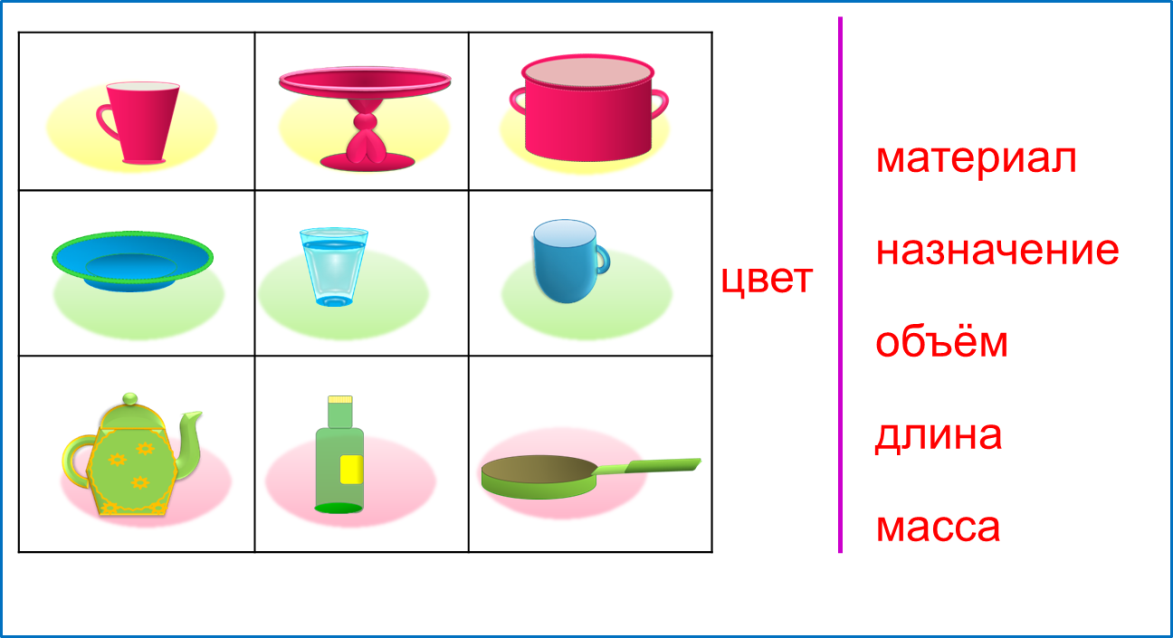 цвет
материал
назначение
объём
длина
масса